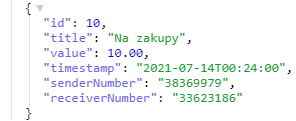 {
"id": 10,
"title": "Na zakupy",
"value": 10.00,
"timestamp": "2021-07-14T00:24:00",
"senderNumber": "38369979",
"receiverNumber": "33623186"
}